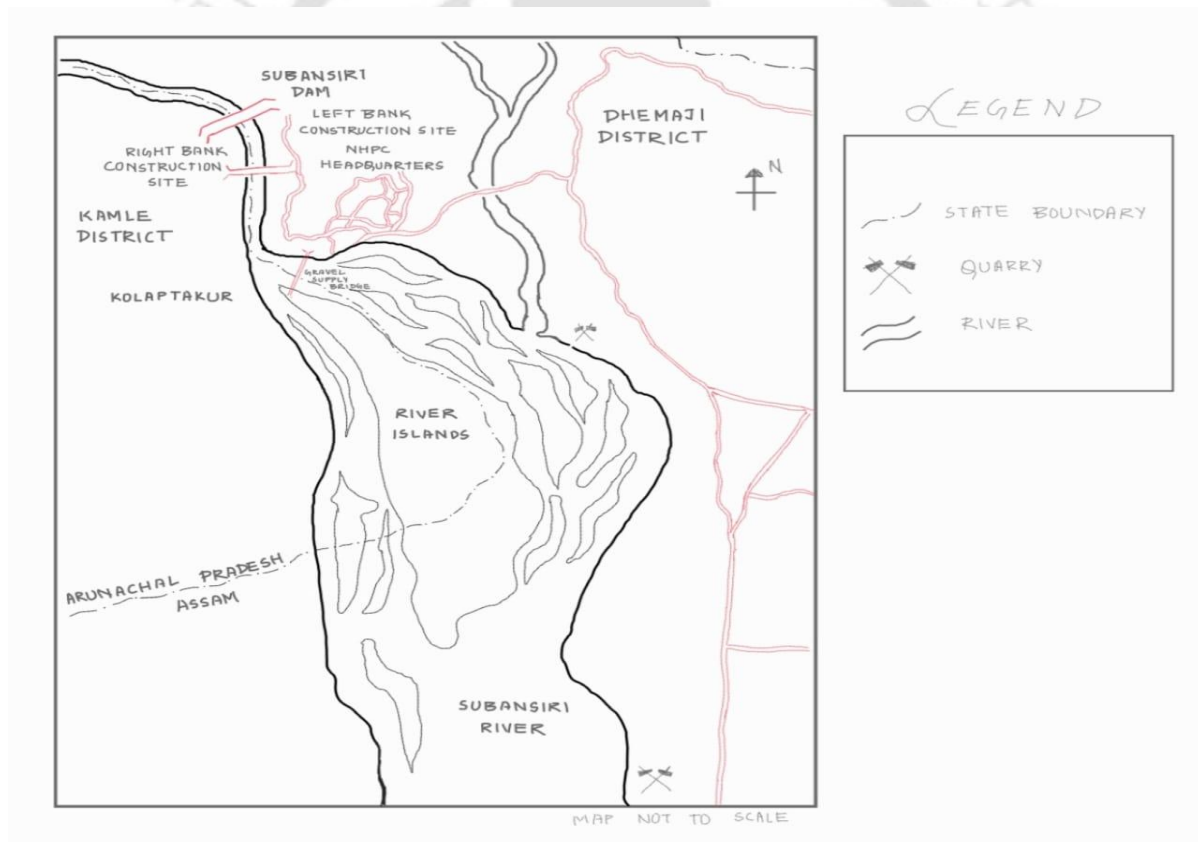 SUBANSIRI
DAM
LEFT BANK
CONSTRUCTION SITE
NHPC
HEADQUARTERS
RIGHT BANK
CONSTRUCTION
SITE
DHEMAJI
DISTRICT
N
KAMLE
DISTRICT
KOLAPTAKUR
GRAVEL
SUPPLY
BRIDGE
RIVER
ISLANDS
ARUNACHAL PRADESH
ASSAM
SUBANSIRI
RIVER
MAP NOT TO SCALE
LEGEND
STATE BOUNDARY
QUARRY
RIVER